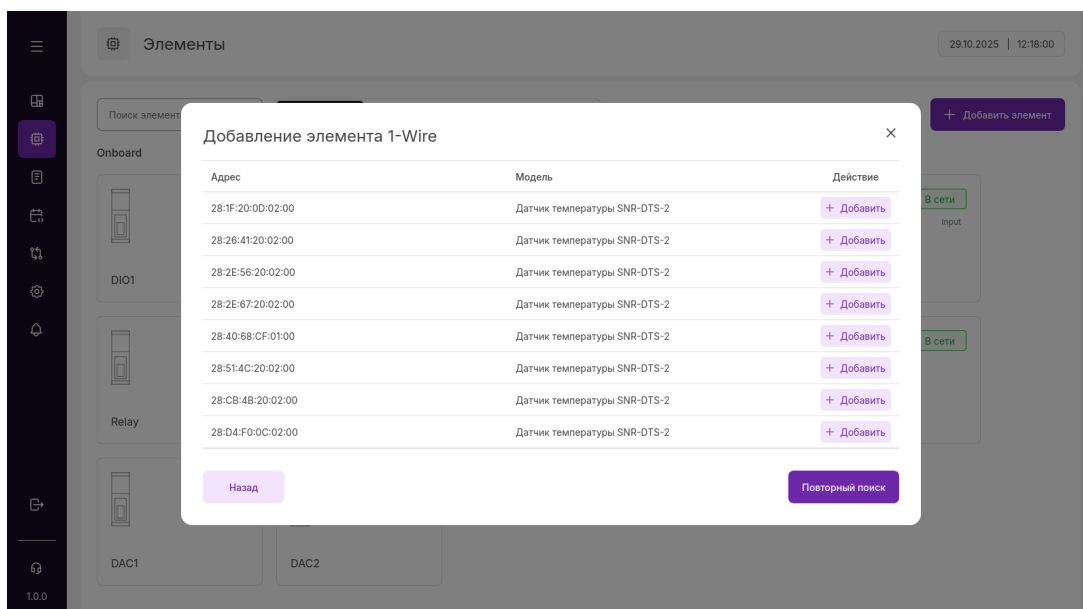 Элементы
29.10.2025 | 12:18:00
Поиск элемент
+ Добавить элемент
Onboard
Добавление элемента 1-Wire
Адрес Модель Действие
28:1F:20:0D:02:00 Датчик температуры SNR-DTS-2 + Добавить
28:26:41:20:02:00 Датчик температуры SNR-DTS-2 + Добавить
28:2E:56:20:02:00 Датчик температуры SNR-DTS-2 + Добавить
28:2E:67:20:02:00 Датчик температуры SNR-DTS-2 + Добавить
28:40:68:CF:01:00 Датчик температуры SNR-DTS-2 + Добавить
28:51:4C:20:02:00 Датчик температуры SNR-DTS-2 + Добавить
28:CB:4B:20:02:00 Датчик температуры SNR-DTS-2 + Добавить
28:D4:F0:0C:02:00 Датчик температуры SNR-DTS-2 + Добавить
Назад Повторный поиск
В сети
Input
DIO1
В сети
Relay
DAC1 DAC2
1.0.0